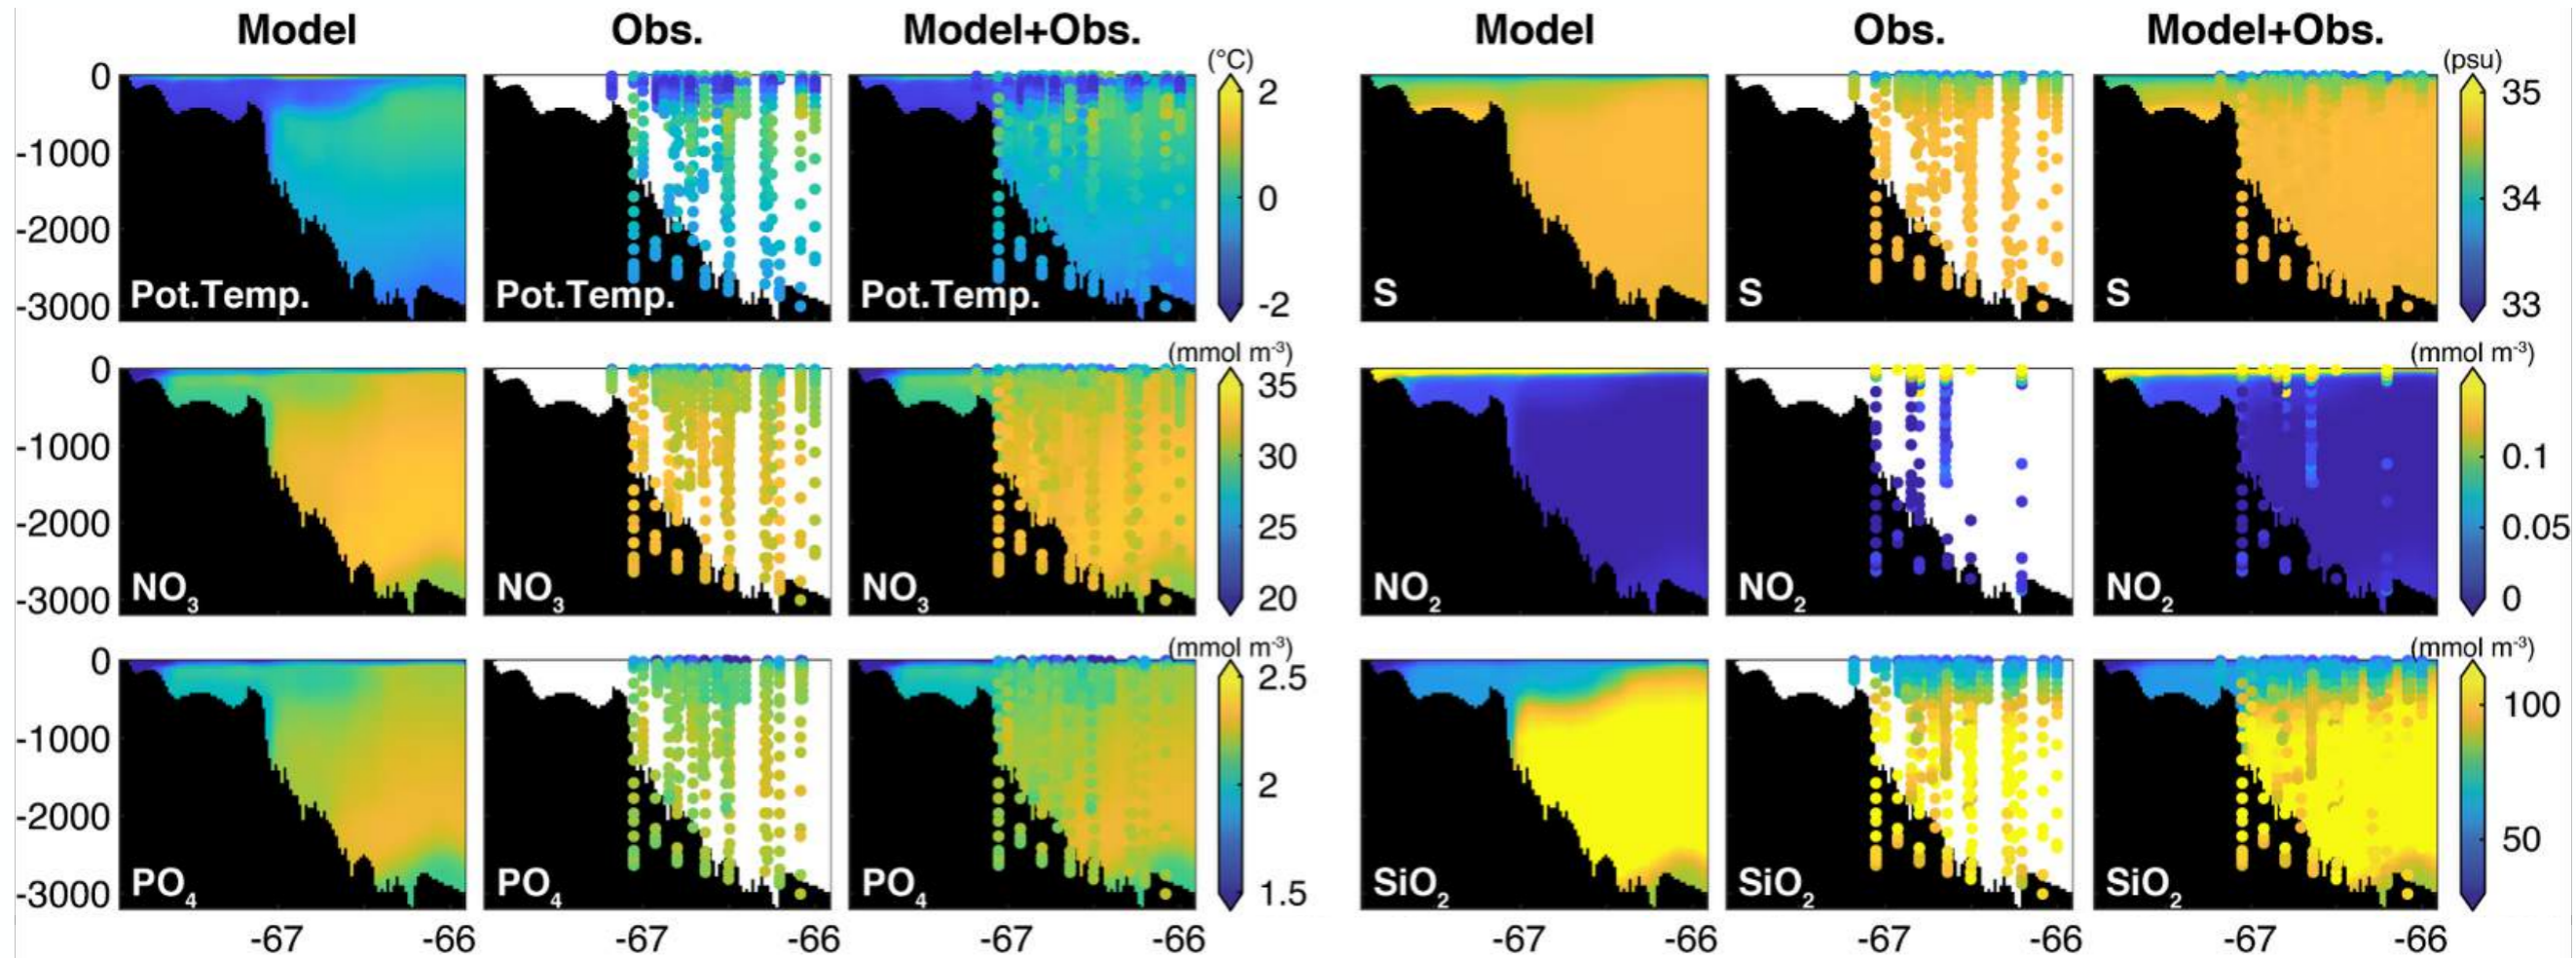 Model Obs. Model+Obs. Model Obs. Model+Obs.
(°C) (psu)
0 2 35
-1000
0 34
-2000
-3000 Pot.Temp. Pot.Temp. Pot.Temp. -2 S S S 33
(mmol m⁻³) (mmol m⁻³)
0 35
-1000 30 0.1
-2000 25 0.05
-3000 NO₃ NO₃ NO₃ 20 NO₂ NO₂ NO₂ 0
(mmol m⁻³) (mmol m⁻³)
0 2.5
100
-1000
2
-2000 50
-3000 PO₄ PO₄ PO₄ 1.5 SiO₂ SiO₂ SiO₂
-67 -66 -67 -66 -67 -66 -67 -66 -67 -66 -67 -66